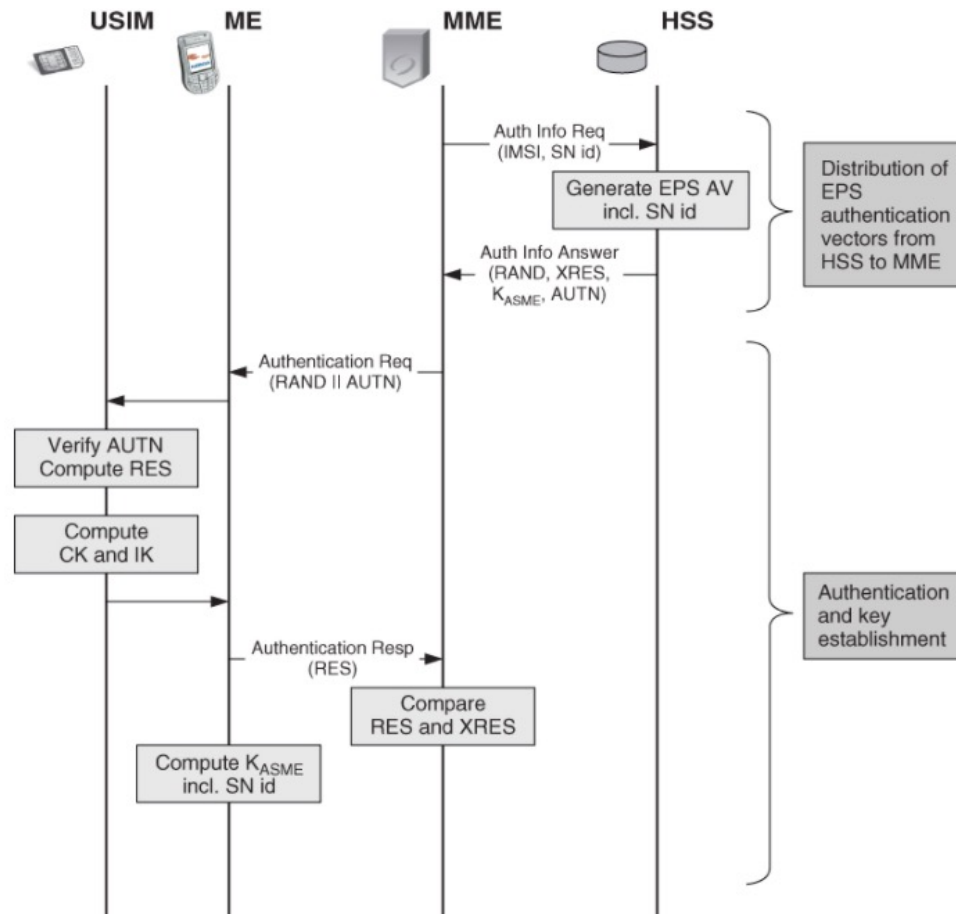 USIM
ME
MME
HSS
Auth Info Req
(IMSI, SN id)
Generate EPS AV
incl. SN id
Auth Info Answer
(RAND, XRES,
K_ASME, AUTN)
Distribution of
EPS
authentication
vectors from
HSS to MME
Authentication Req
(RAND II AUTN)
Verify AUTN
Compute RES
Compute
CK and IK
Authentication Resp
(RES)
Compare
RES and XRES
Compute K_ASME
incl. SN id
Authentication
and key
establishment